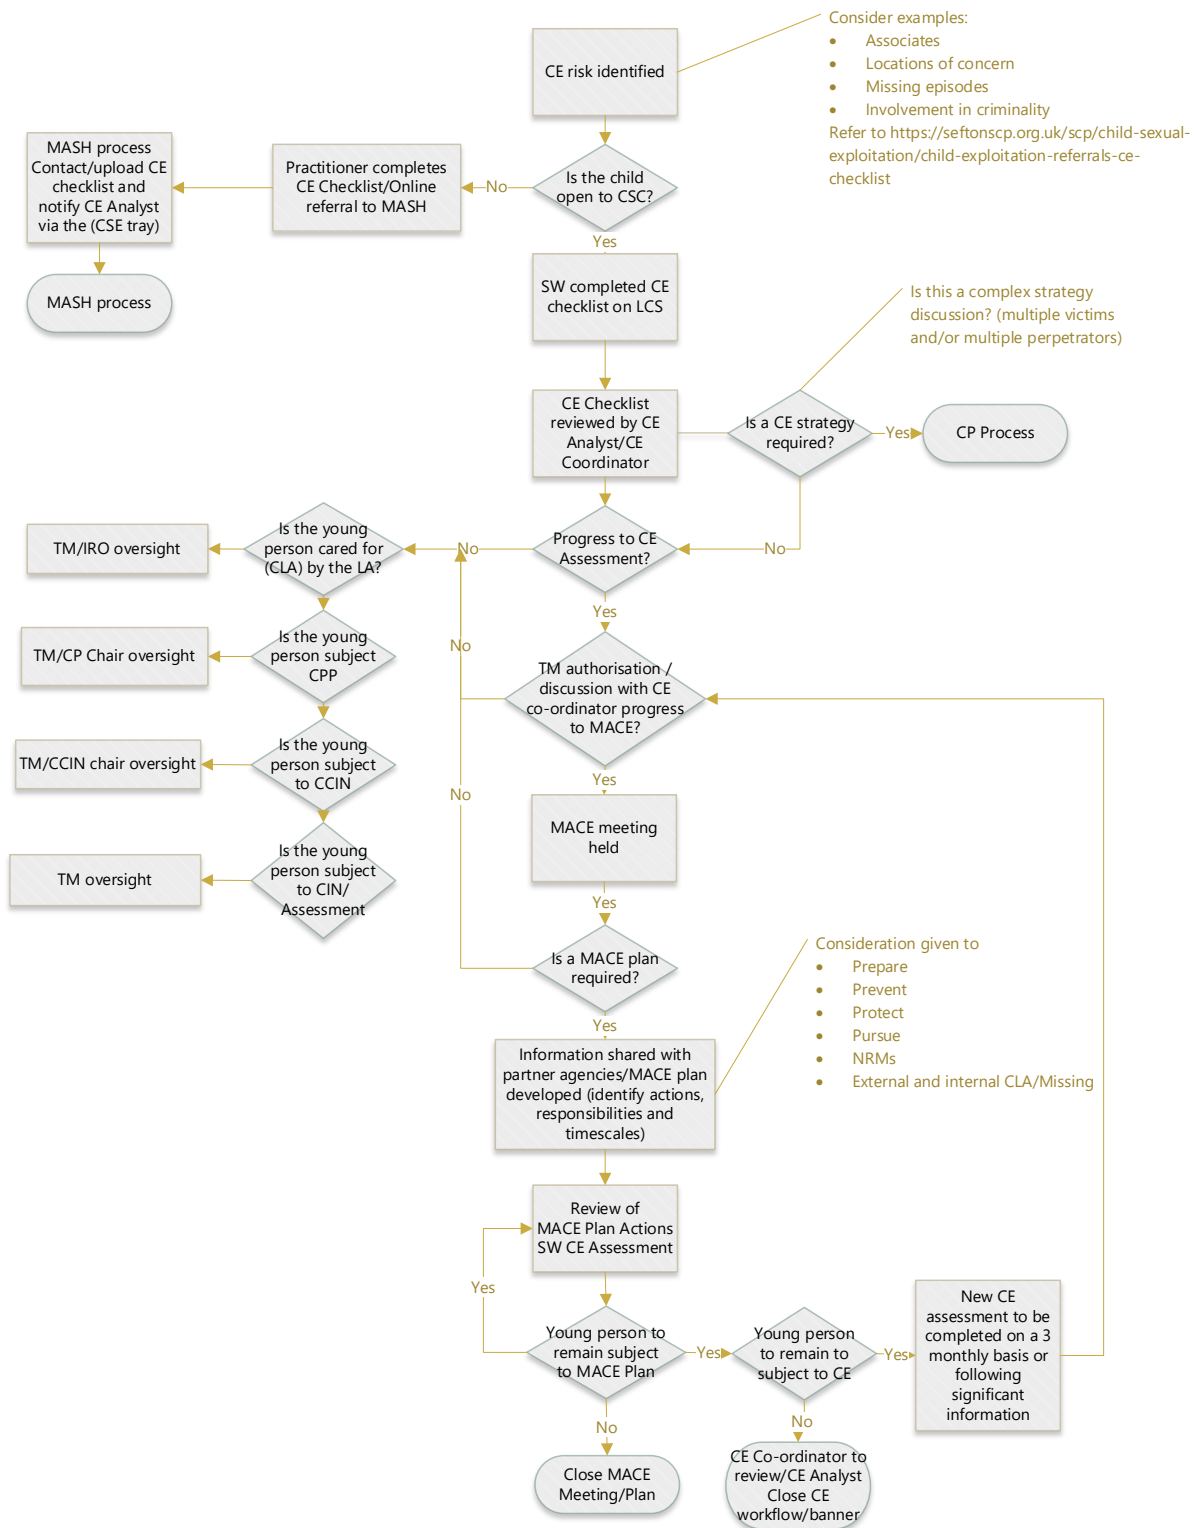 Consider examples:
• Associates
• Locations of concern
• Missing episodes
• Involvement in criminality
Refer to https://seftonscp.org.uk/scp/child-sexual-
exploitation/child-exploitation-referrals-ce-
checklist
CE risk identified
MASH process
Contact/upload CE
checklist and
notify CE Analyst
via the (CSE tray)
Practitioner completes
CE Checklist/Online
referral to MASH
No
Is the child
open to CSC?
Yes
MASH process
SW completed CE
checklist on LCS
Is this a complex strategy
discussion? (multiple victims
and/or multiple perpetrators)
CE Checklist
reviewed by CE
Analyst/CE
Coordinator
Is a CE strategy
required?
Yes
CP Process
TM/IRO oversight
Is the young
person cared for
(CLA) by the LA?
No
Progress to CE
Assessment?
No
Yes
TM/CP Chair oversight
Is the young
person subject
CPP
No
TM authorisation /
discussion with CE
co-ordinator progress
to MACE?
Yes
TM/CCIN chair oversight
Is the young
person subject
to CCIN
No
MACE meeting
held
Yes
TM oversight
Is the young
person subject
to CIN/
Assessment
Is a MACE plan
required?
Yes
Consideration given to
• Prepare
• Prevent
• Protect
• Pursue
• NRMs
• External and internal CLA/Missing
Information shared with
partner agencies/MACE plan
developed (identify actions,
responsibilities and
timescales)
Review of
MACE Plan Actions
SW CE Assessment
Yes
Young person to
remain subject
to MACE Plan
Yes
Young person
to remain to
subject to CE
Yes
New CE
assessment to be
completed on a 3
monthly basis or
following
significant
information
No
No
Close MACE
Meeting/Plan
CE Co-ordinator to
review/CE Analyst
Close CE
workflow/banner